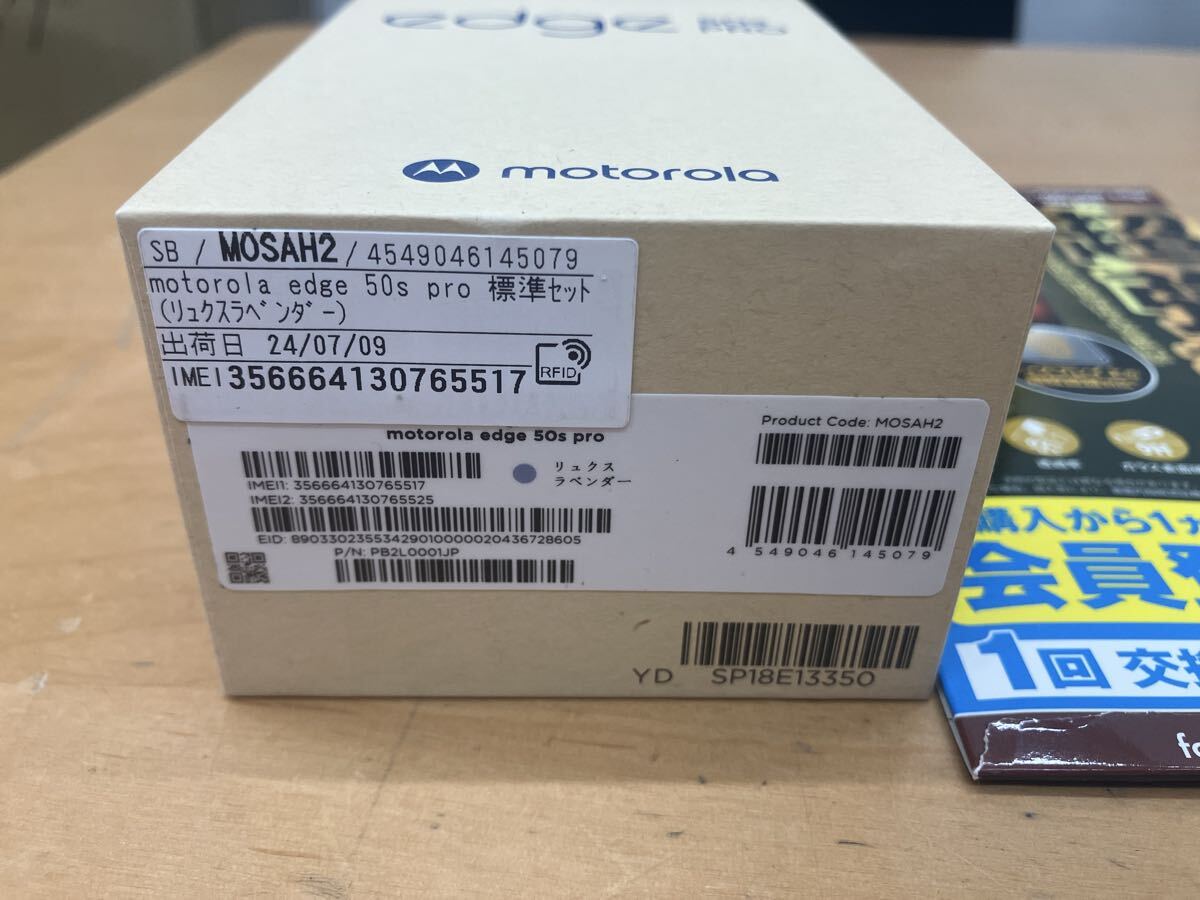 edge
PRO
motorola
SB / MOSAH2 / 4549046145079
motorola edge 50s pro 標準ｾｯﾄ
(ﾘｭｸｽﾗﾍﾞﾝﾀﾞｰ)
出荷日 24/07/09
IMEI 356664130765517
RFID
motorola edge 50s pro
Product Code: MOSAH2
IMEI1: 356664130765517
IMEI2: 356664130765525
リュクス
ラベンダー
EID: 89033023553429010000020436728605
P/N: PB2L0001JP
4 549046 145079
YD SP18E13350
購入から1か
会員
1回 交換